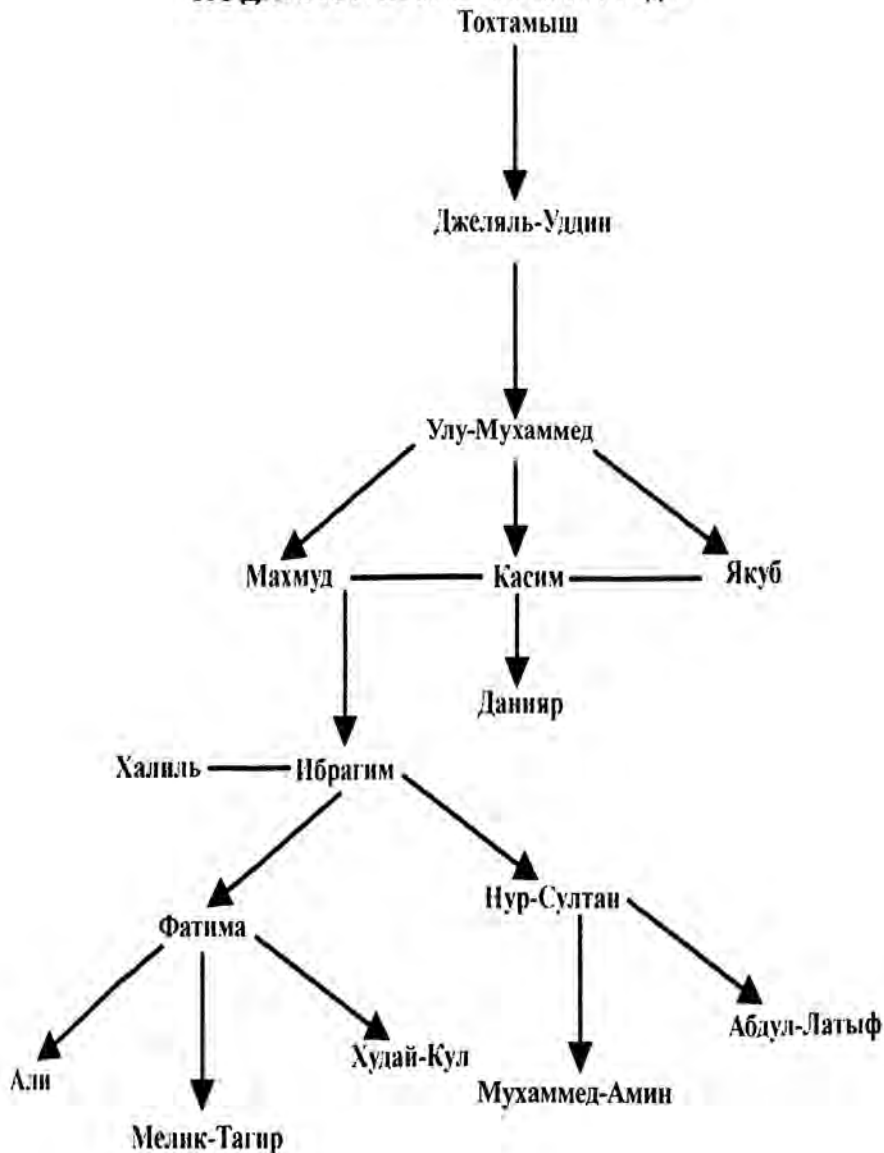 Тохтамыш
Джеляль-Уддин
Улу-Мухаммед
Махмуд Касим Якуб
Данияр
Халиль Ибрагим
Нур-Султан
Фатима
Абдул-Латыф
Худай-Кул
Али
Мухаммед-Амин
Мелик-Тагир